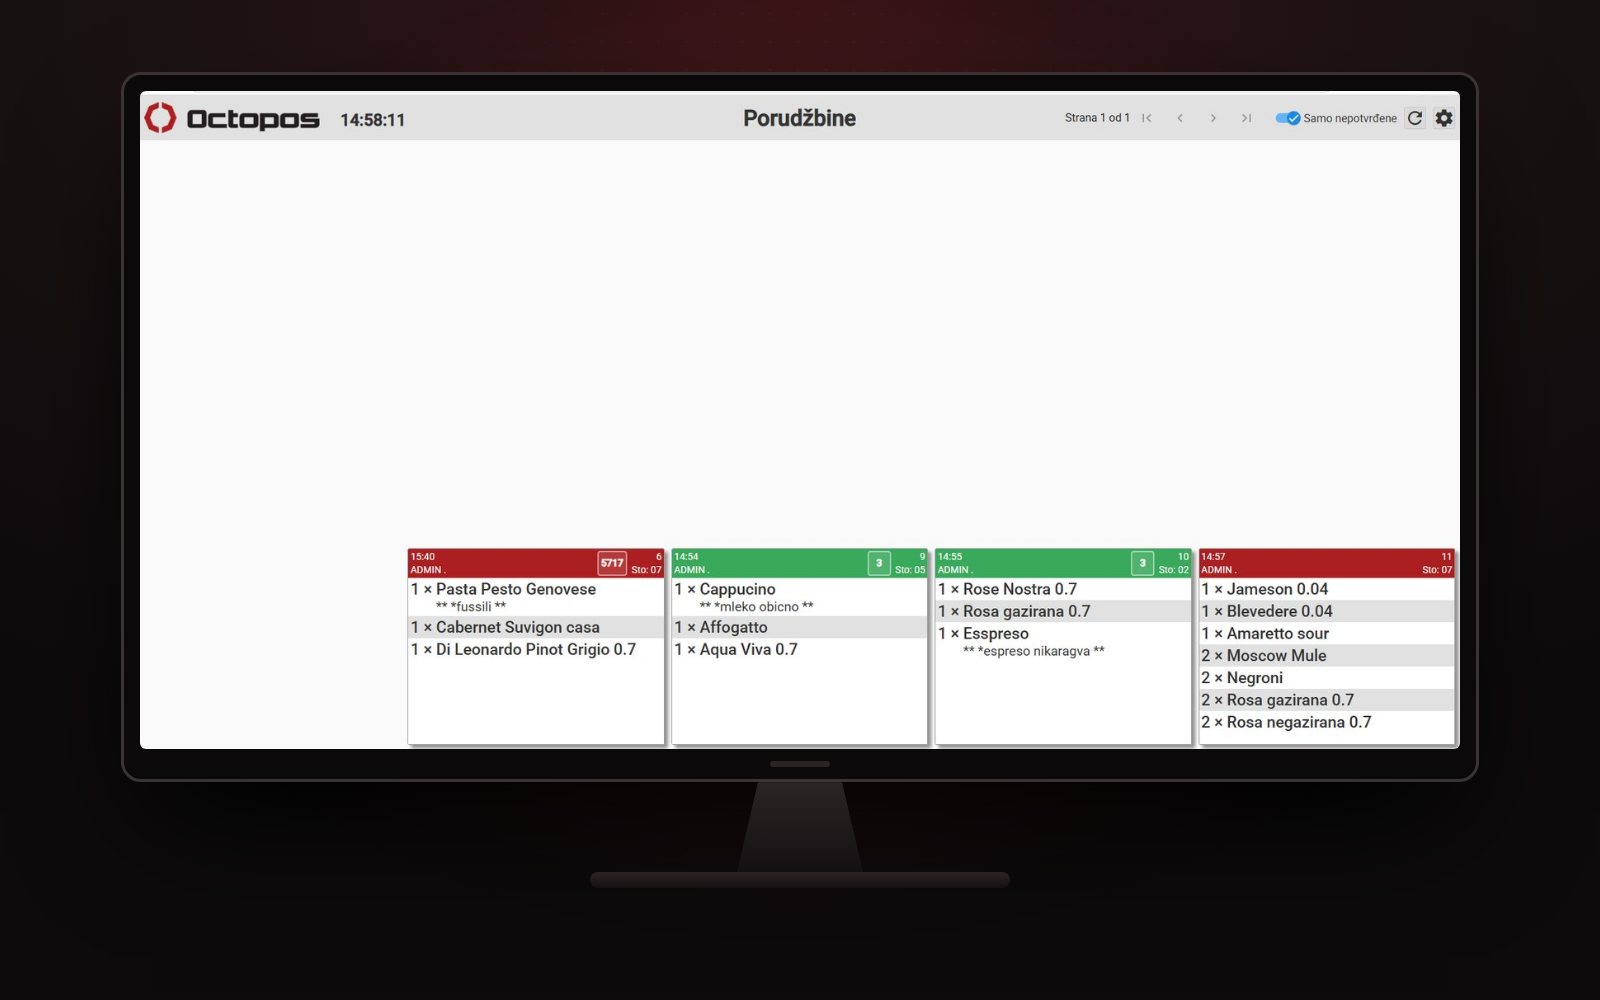 Octopos 14:58:11 Porudžbine Strana 1 od 1 Samo nepotvrđene
15:40 5717 6
ADMIN . Sto: 07
1 × Pasta Pesto Genovese
** *fussili **
1 × Cabernet Suvigon casa
1 × Di Leonardo Pinot Grigio 0.7
14:54 3 9
ADMIN . Sto: 05
1 × Cappucino
** *mleko obicno **
1 × Affogatto
1 × Aqua Viva 0.7
14:55 3 10
ADMIN . Sto: 02
1 × Rose Nostra 0.7
1 × Rosa gazirana 0.7
1 × Esspreso
** *espreso nikaragva **
14:57 11
ADMIN . Sto: 07
1 × Jameson 0.04
1 × Blevedere 0.04
1 × Amaretto sour
2 × Moscow Mule
2 × Negroni
2 × Rosa gazirana 0.7
2 × Rosa negazirana 0.7